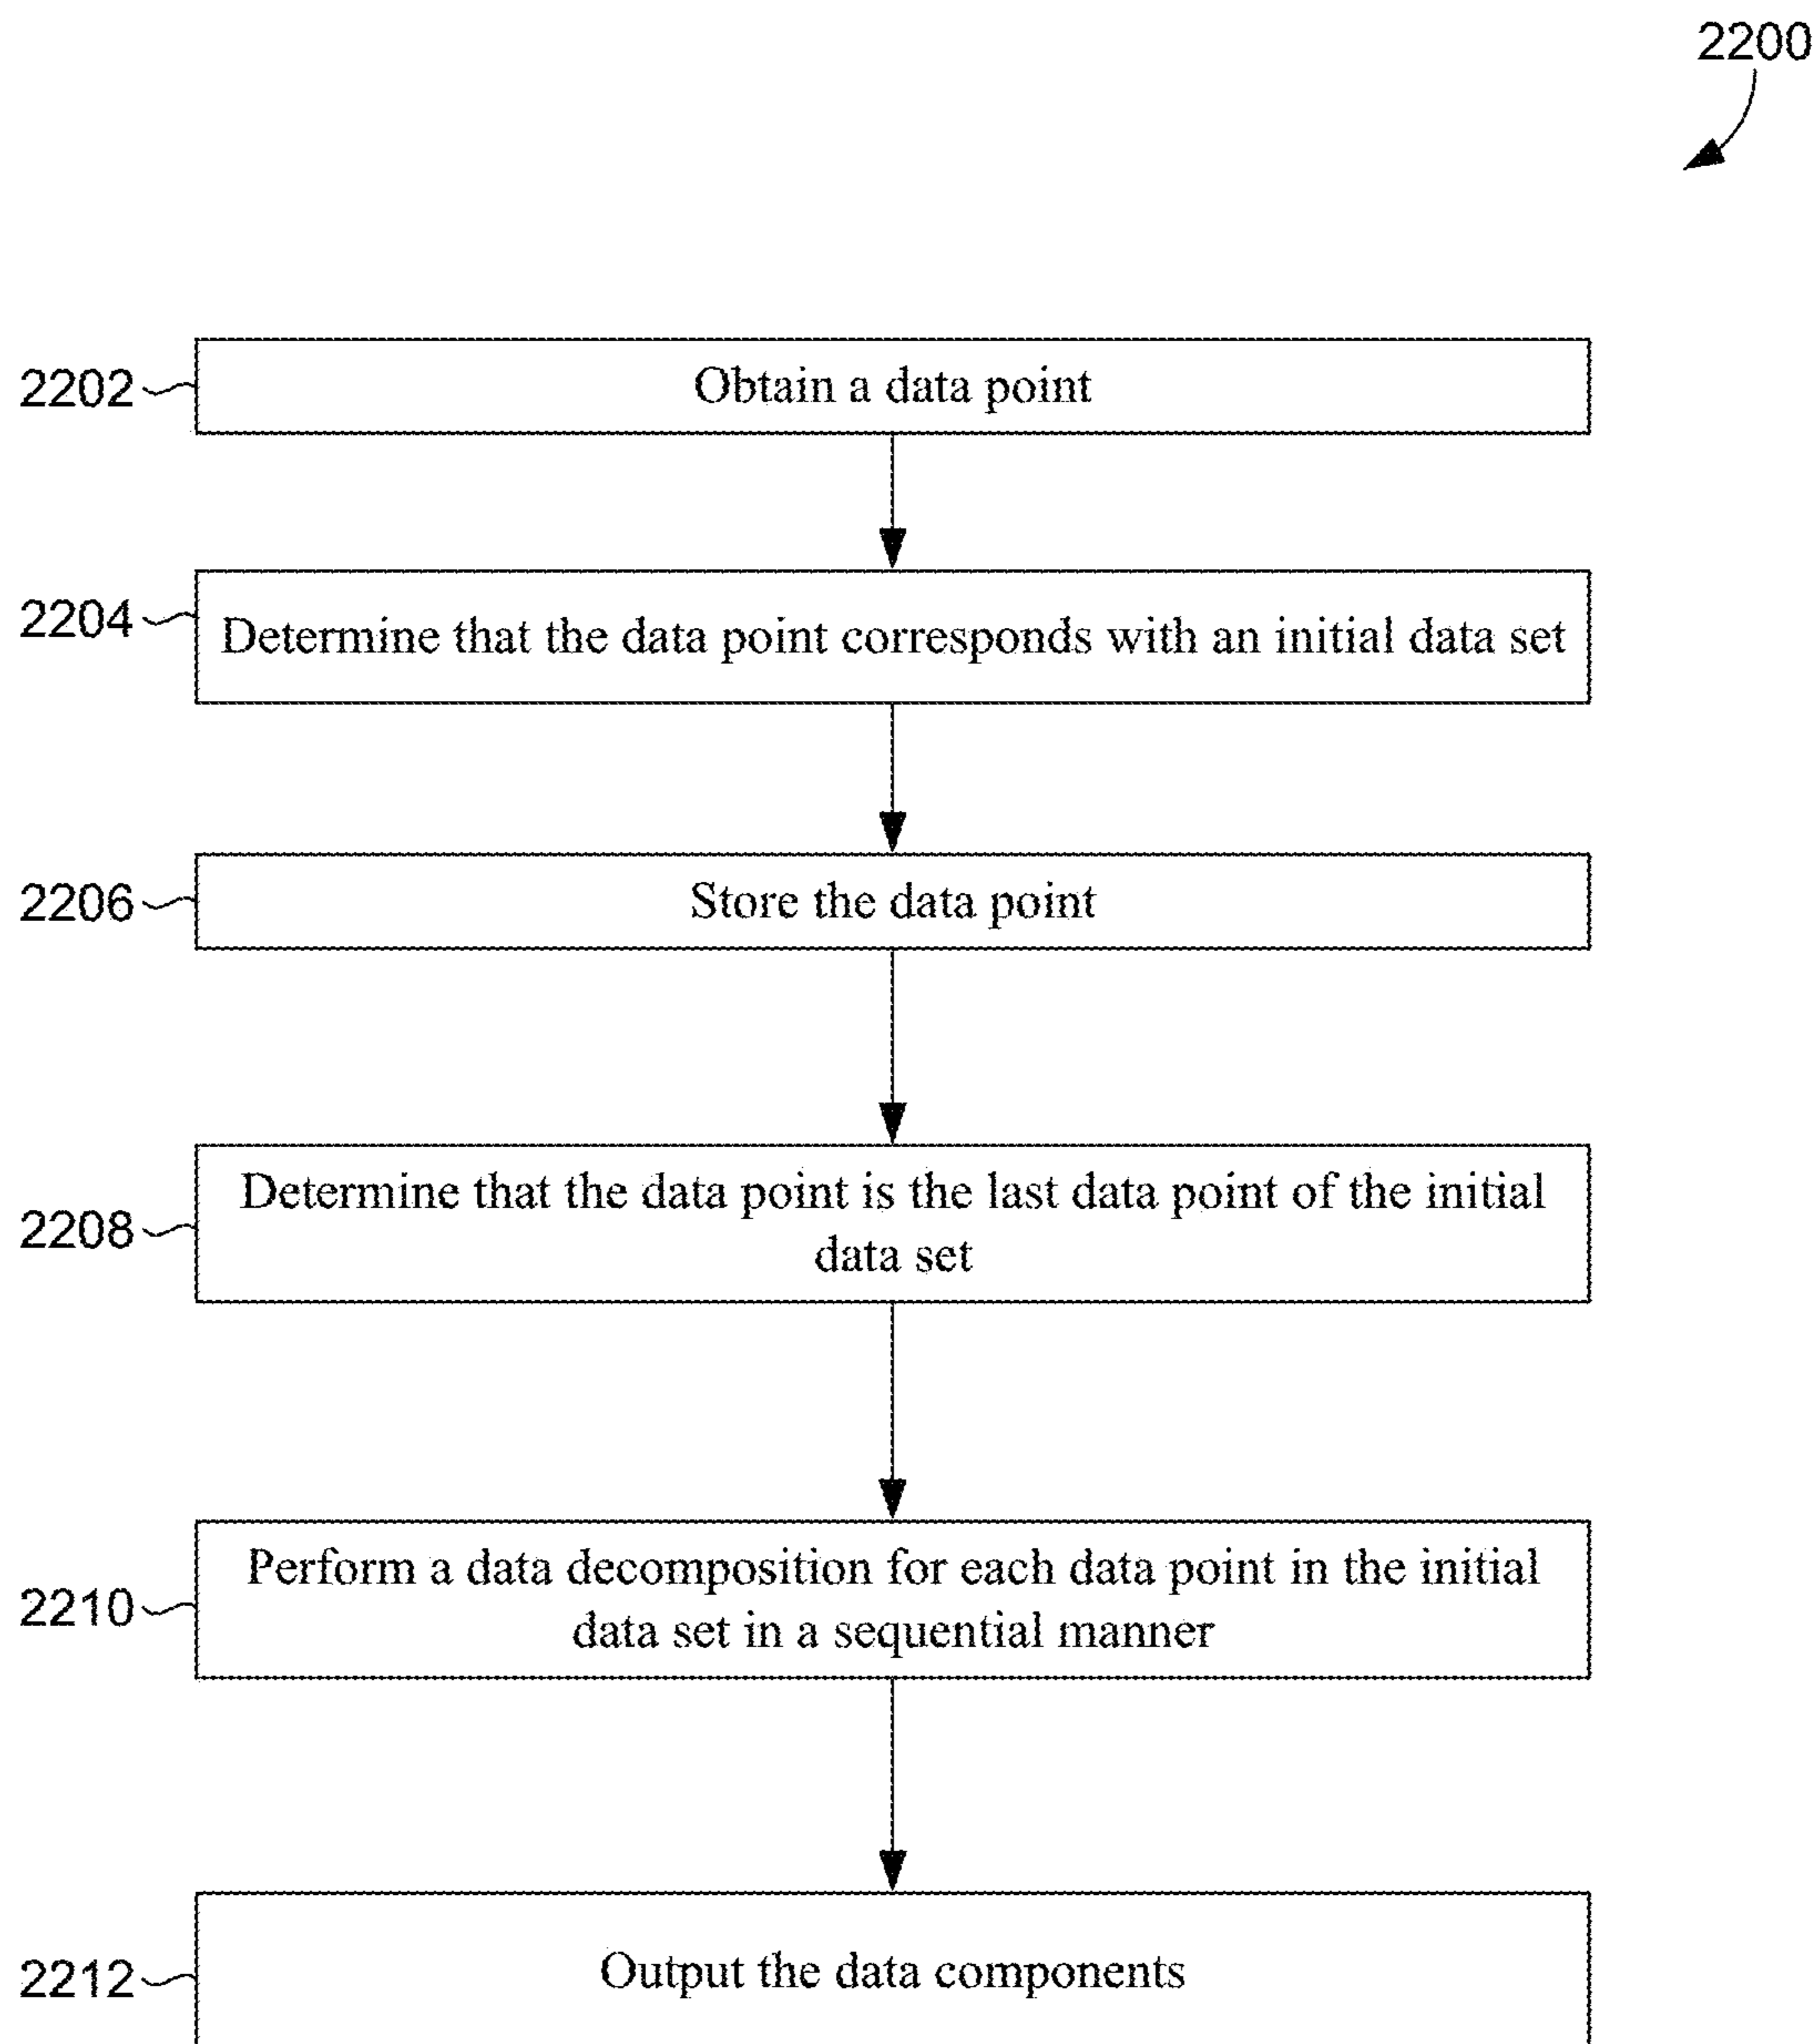 2200
2202
Obtain a data point
2204
Determine that the data point corresponds with an initial data set
2206
Store the data point
2208
Determine that the data point is the last data point of the initial
data set
2210
Perform a data decomposition for each data point in the initial
data set in a sequential manner
2212
Output the data components